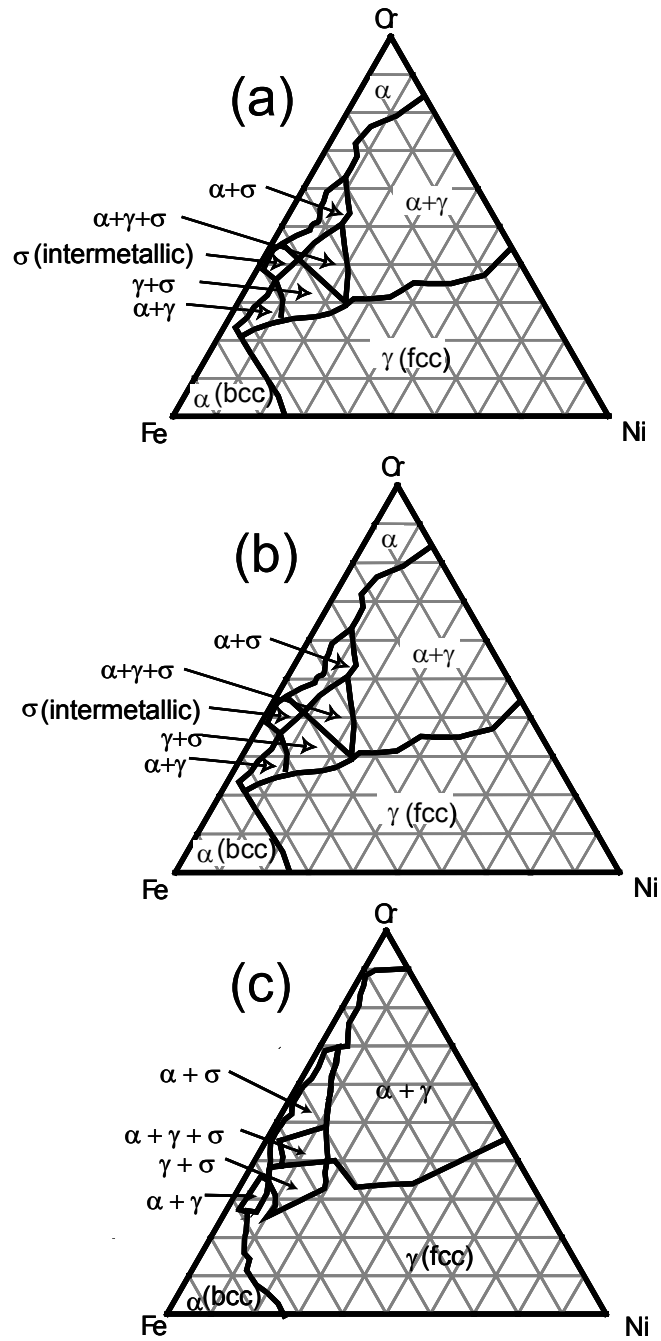 Cr
(a)
α
α+σ
α+γ
α+γ+σ
σ (intermetallic)
γ+σ
α+γ
γ (fcc)
α (bcc)
Fe
Ni
Cr
(b)
α
α+σ
α+γ
α+γ+σ
σ (intermetallic)
γ+σ
α+γ
γ (fcc)
α (bcc)
Fe
Ni
Cr
(c)
α + σ
α + γ
α + γ + σ
γ + σ
α + γ
γ (fcc)
α (bcc)
Fe
Ni